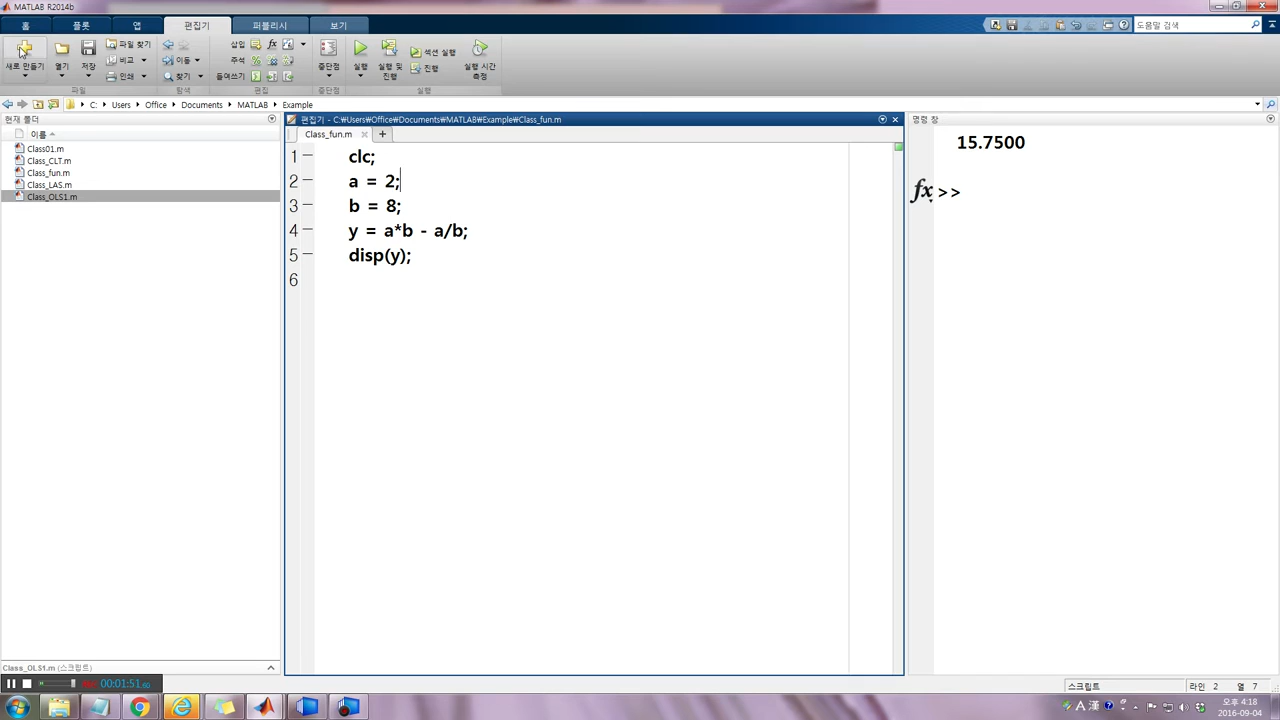 MATLAB R2014b
홈 플롯 앱 편집기 퍼블리시 보기 도움말 검색
새로 만들기 열기 저장 파일 찾기 비교 인쇄 이동 찾기 삽입 fx 주석 들여쓰기 중단점 실행 실행 및 진행 섹션 실행 진행 실행 시간 측정
파일 탐색 편집 중단점 실행
C: Users Office Documents MATLAB Example
현재 폴더
이름
Class01.m
Class_CLT.m
Class_fun.m
Class_LAS.m
Class_OLS1.m
편집기 - C:₩Users₩Office₩Documents₩MATLAB₩Example₩Class_fun.m
Class_fun.m
1 clc;
2 a = 2;
3 b = 8;
4 y = a*b - a/b;
5 disp(y);
6
명령 창
15.7500
fx >>
Class_OLS1.m (스크립트)
스크립트 라인 2 열 7
A 漢
오후 4:18
2016-09-04